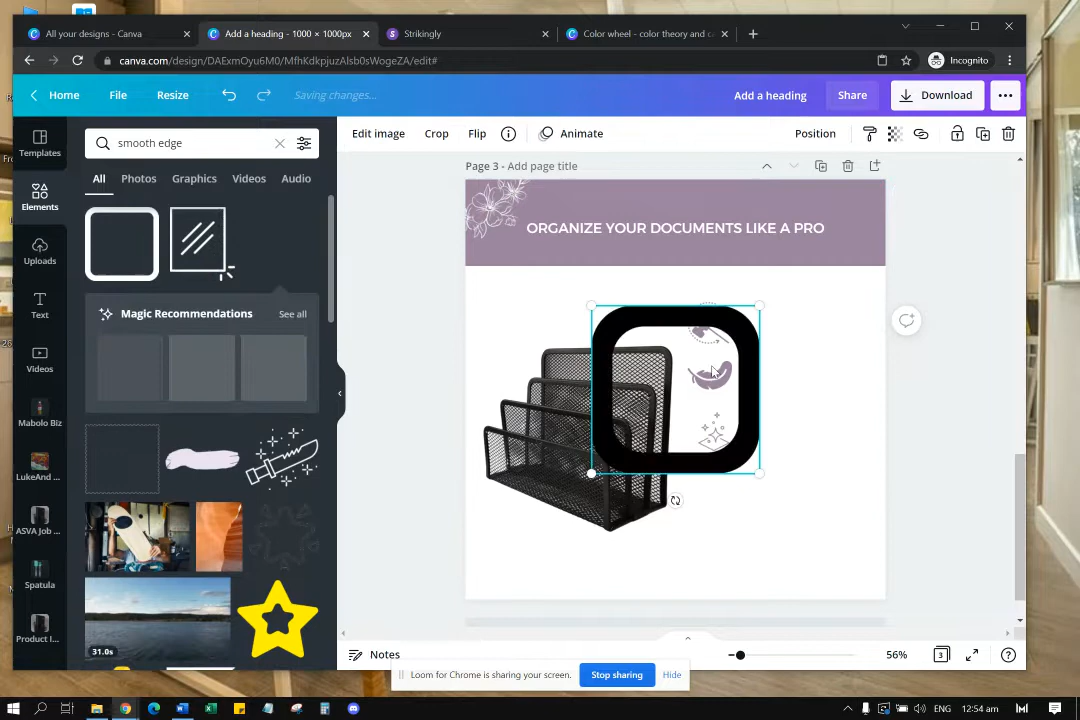 All your designs - Canva
Add a heading - 1000 × 1000px
Strikingly
Color wheel - color theory and
canva.com/design/DAExmOyu6M0/MfhKdkpjuzAlsb0sWogeZA/edit#
Incognito
Home
File
Resize
Saving changes...
Add a heading
Share
Download
Templates
Elements
Uploads
Text
Videos
Mabolo Biz
LukeAnd ...
ASVA Job ...
Spatula
Product I...
smooth edge
All
Photos
Graphics
Videos
Audio
Magic Recommendations
See all
31.0s
Edit image
Crop
Flip
Animate
Position
Page 3 - Add page title
ORGANIZE YOUR DOCUMENTS LIKE A PRO
Notes
56%
3
Loom for Chrome is sharing your screen.
Stop sharing
Hide
ENG
12:54 am